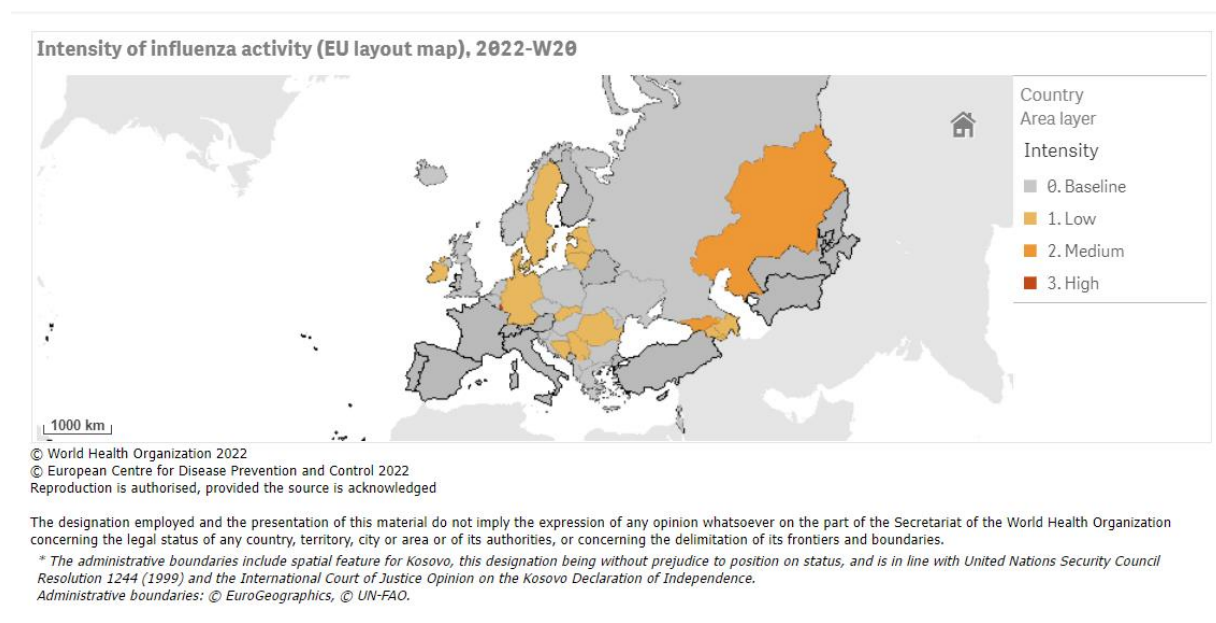 Intensity of influenza activity (EU layout map), 2022-W20
Country
Area layer
Intensity
0. Baseline
1. Low
2. Medium
3. High
1000 km
© World Health Organization 2022
© European Centre for Disease Prevention and Control 2022
Reproduction is authorised, provided the source is acknowledged
The designation employed and the presentation of this material do not imply the expression of any opinion whatsoever on the part of the Secretariat of the World Health Organization
concerning the legal status of any country, territory, city or area or of its authorities, or concerning the delimitation of its frontiers and boundaries.
* The administrative boundaries include spatial feature for Kosovo, this designation being without prejudice to position on status, and is in line with United Nations Security Council
Resolution 1244 (1999) and the International Court of Justice Opinion on the Kosovo Declaration of Independence.
Administrative boundaries: © EuroGeographics, © UN-FAO.